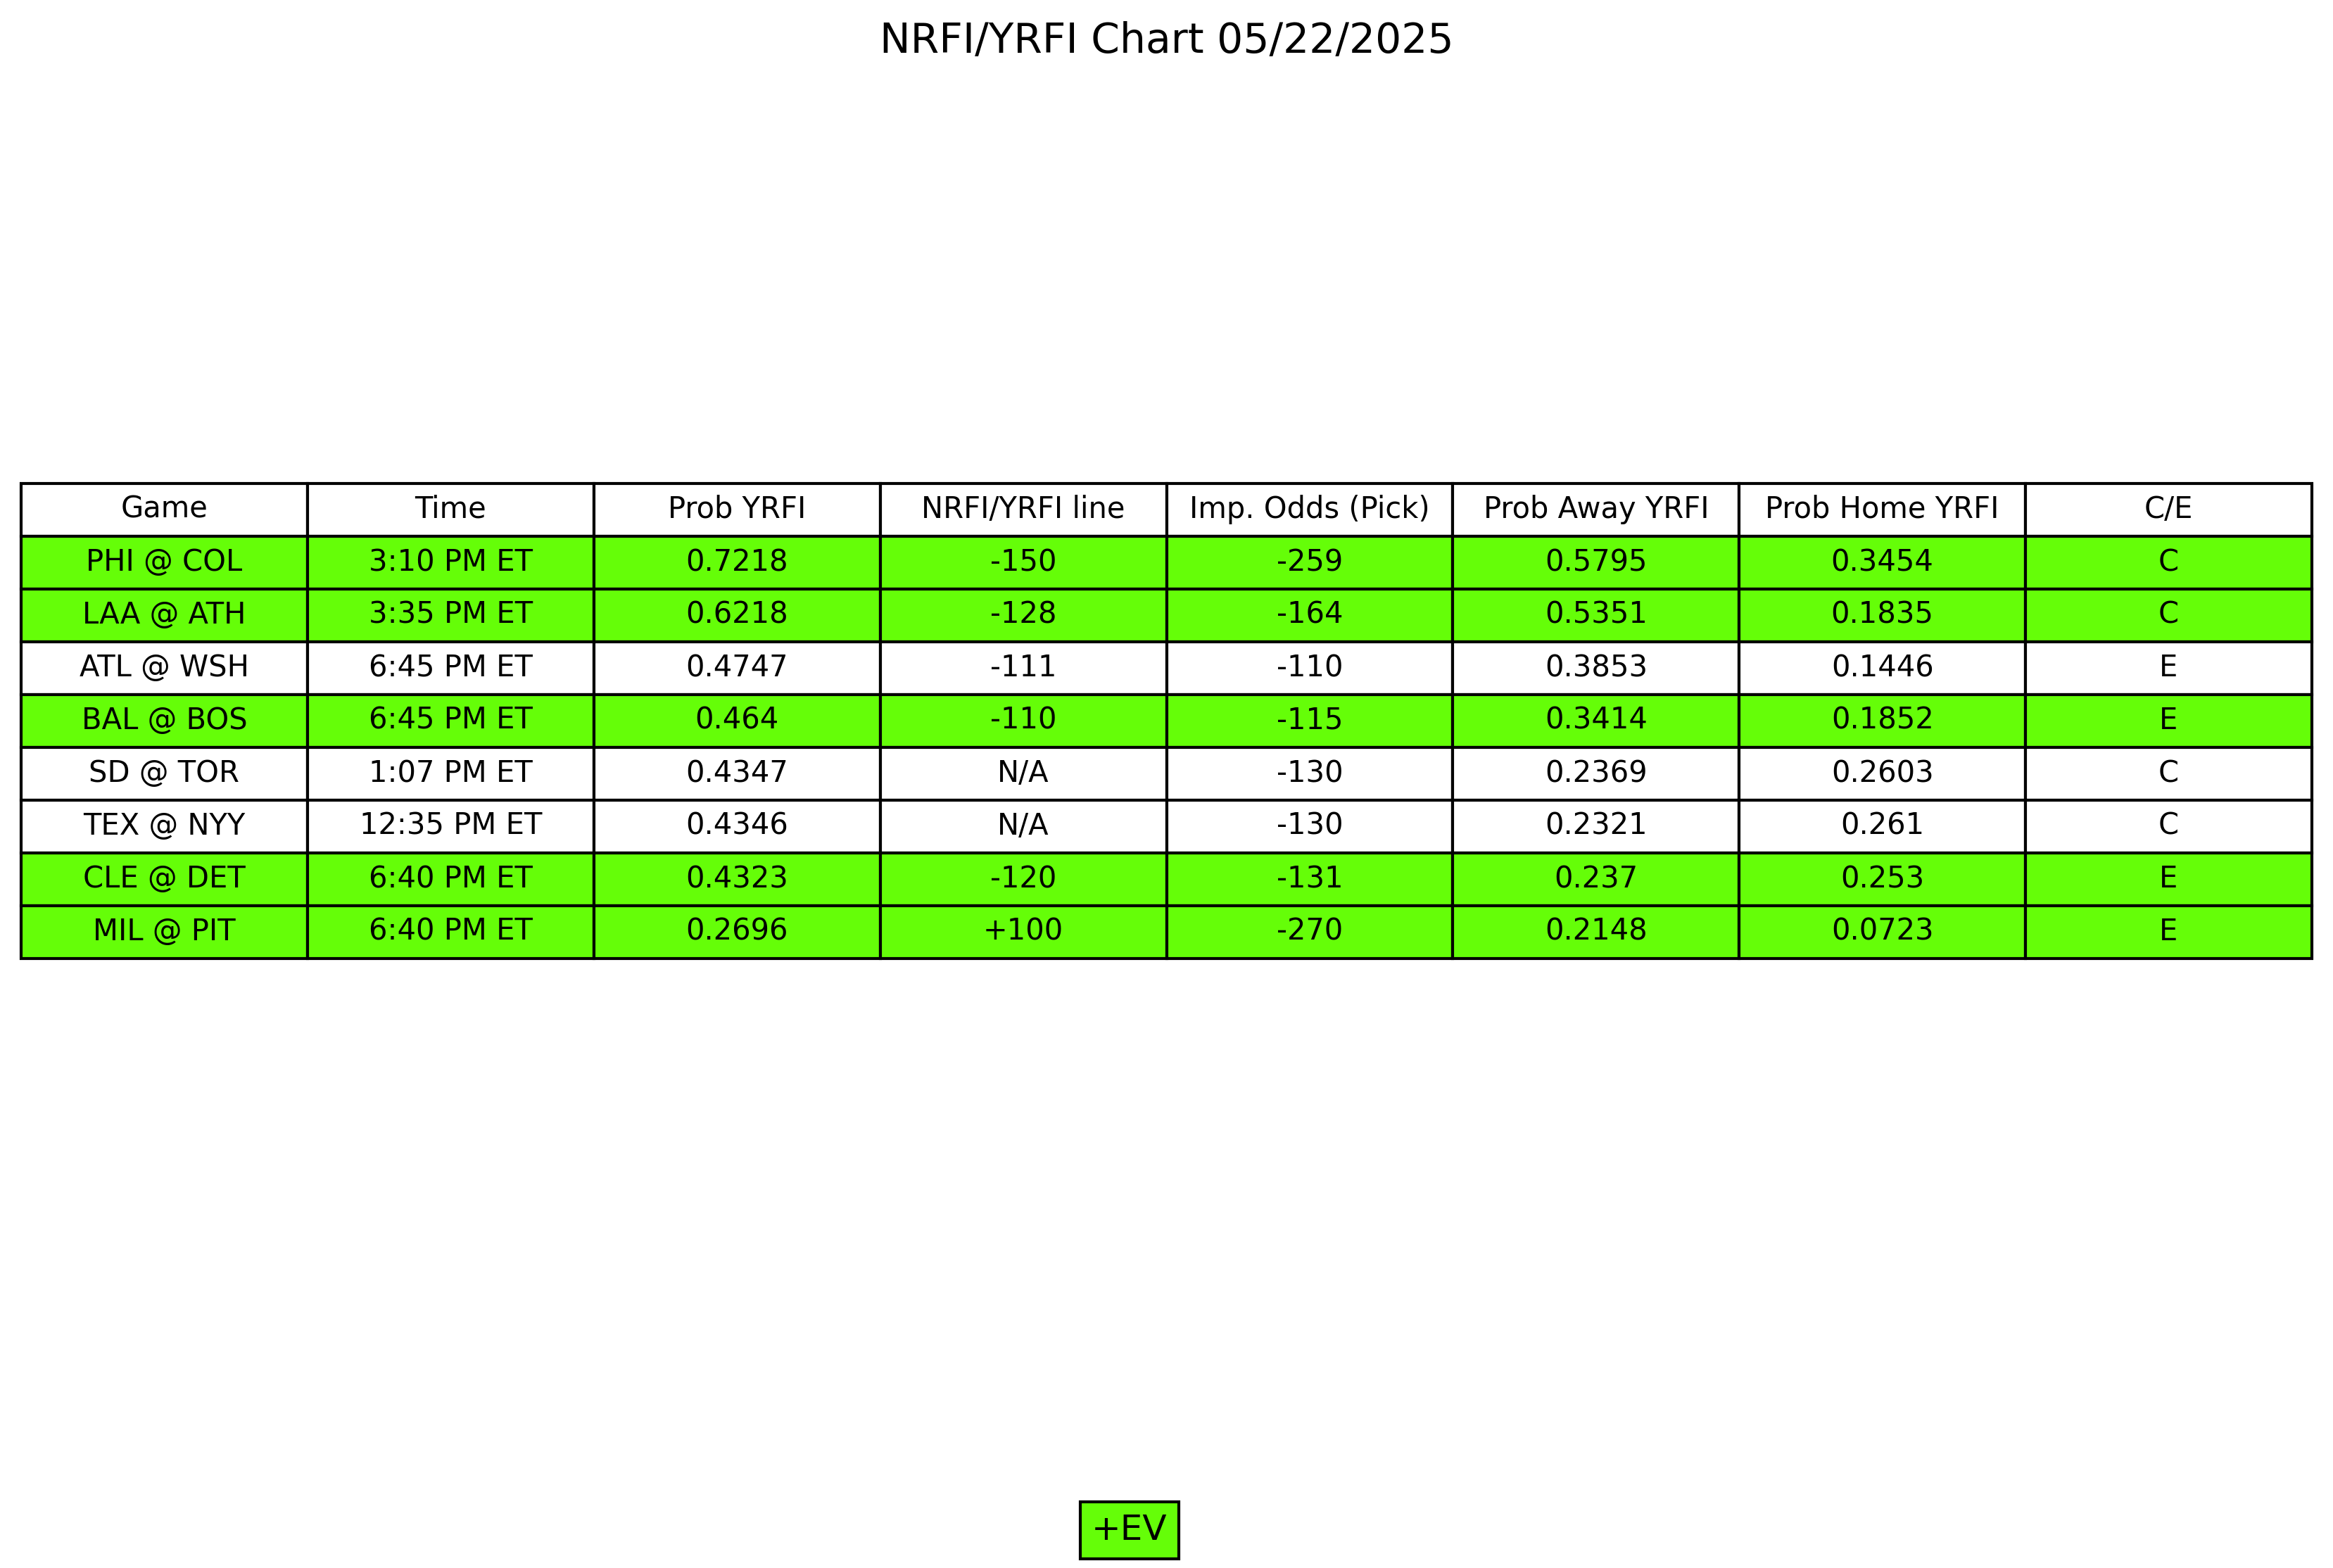 NRFI/YRFI Chart 05/22/2025
Game Time Prob YRFI NRFI/YRFI line Imp. Odds (Pick) Prob Away YRFI Prob Home YRFI C/E
PHI @ COL 3:10 PM ET 0.7218 -150 -259 0.5795 0.3454 C
LAA @ ATH 3:35 PM ET 0.6218 -128 -164 0.5351 0.1835 C
ATL @ WSH 6:45 PM ET 0.4747 -111 -110 0.3853 0.1446 E
BAL @ BOS 6:45 PM ET 0.464 -110 -115 0.3414 0.1852 E
SD @ TOR 1:07 PM ET 0.4347 N/A -130 0.2369 0.2603 C
TEX @ NYY 12:35 PM ET 0.4346 N/A -130 0.2321 0.261 C
CLE @ DET 6:40 PM ET 0.4323 -120 -131 0.237 0.253 E
MIL @ PIT 6:40 PM ET 0.2696 +100 -270 0.2148 0.0723 E
+EV